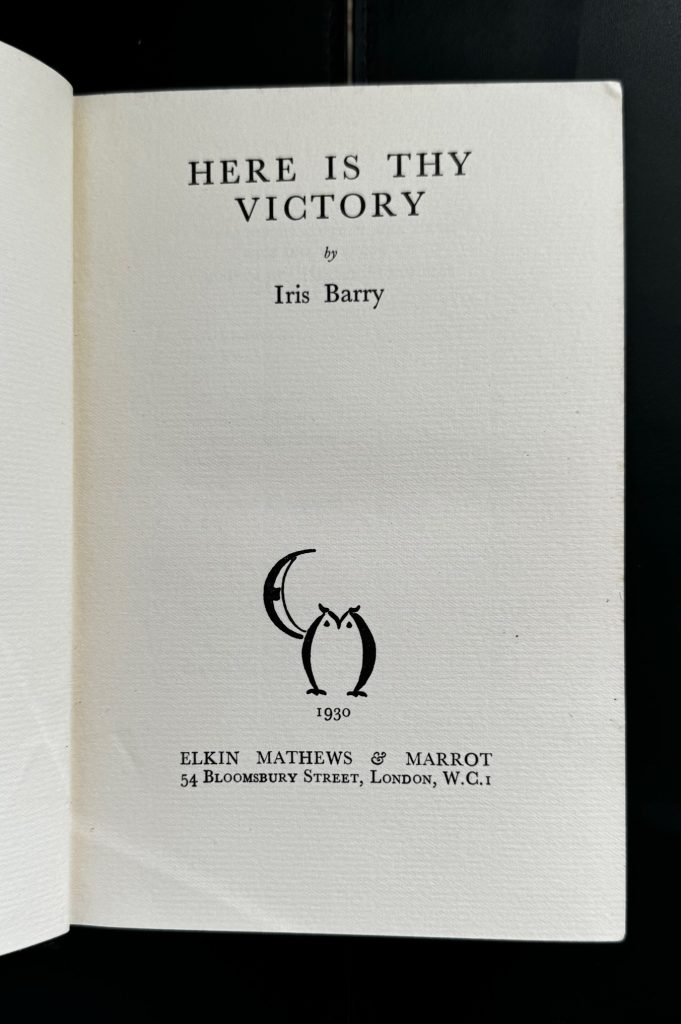 HERE IS THY
VICTORY
by
Iris Barry
1930
ELKIN MATHEWS & MARROT
54 BLOOMSBURY STREET, LONDON, W.C.1